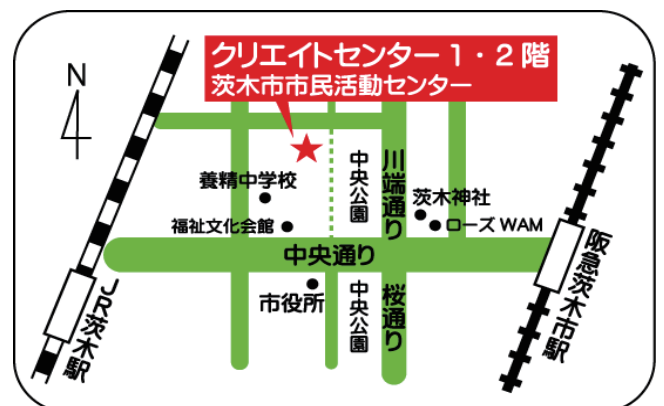 クリエイトセンター1・2階
茨木市市民活動センター
N
養精中学校
中央公園
川端通り
茨木神社
福祉文化会館
ローズWAM
中央通り
阪急茨木市駅
JR茨木駅
市役所
中央公園
桜通り